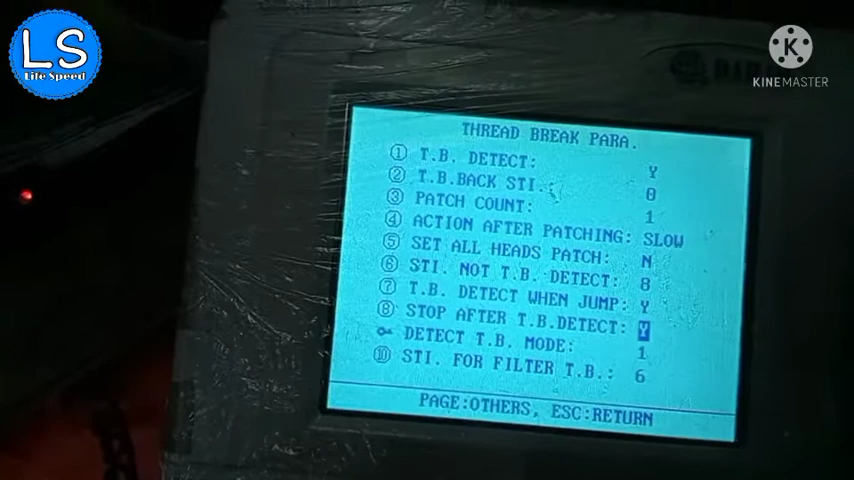 LS
Life Speed
KINEMASTER
THREAD BREAK PARA.
① T.B. DETECT: Y
② T.B.BACK STI.: 0
③ PATCH COUNT: 1
④ ACTION AFTER PATCHING: SLOW
⑤ SET ALL HEADS PATCH: N
⑥ STI. NOT T.B. DETECT: 8
⑦ T.B. DETECT WHEN JUMP: Y
⑧ STOP AFTER T.B.DETECT: Y
DETECT T.B. MODE: 1
⑩ STI. FOR FILTER T.B.: 6
PAGE:OTHERS, ESC:RETURN